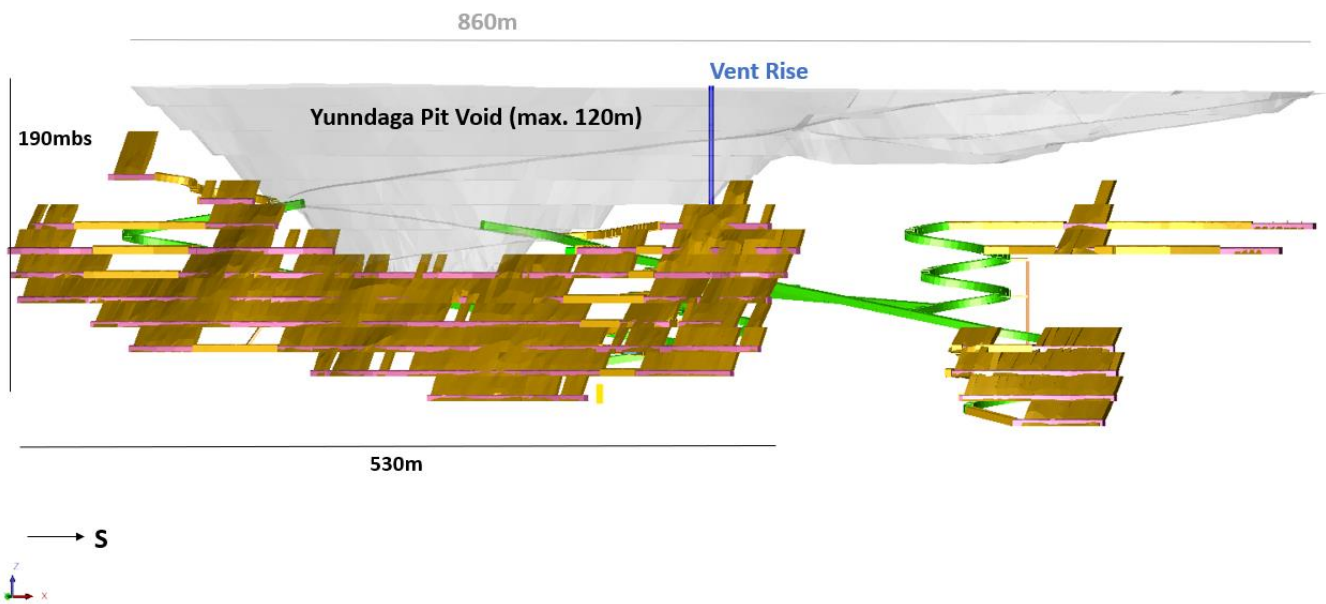 860m
Vent Rise
Yunndaga Pit Void (max. 120m)
190mbs
530m
S
Z
X